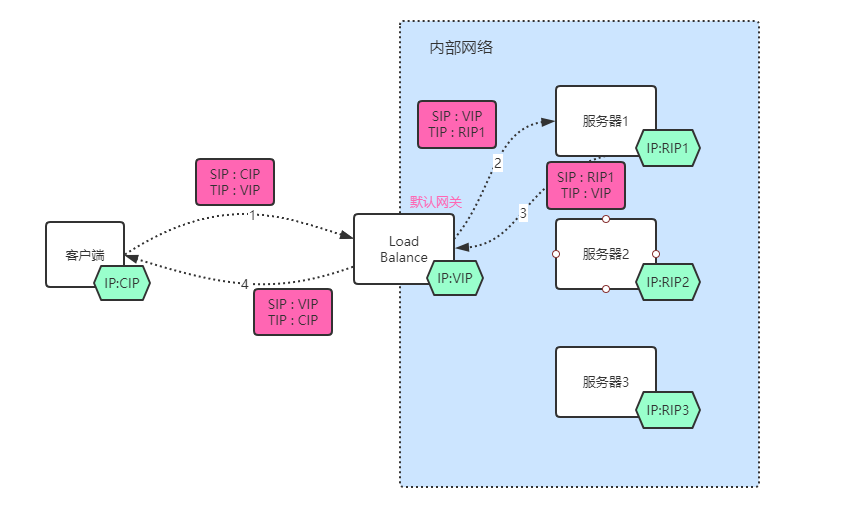 内部网络
SIP : VIP
TIP : RIP1
服务器1
IP:RIP1
2
SIP : CIP
TIP : VIP
SIP : RIP1
TIP : VIP
默认网关
3
1
客户端
IP:CIP
Load
Balance
IP:VIP
服务器2
IP:RIP2
4
SIP : VIP
TIP : CIP
服务器3
IP:RIP3